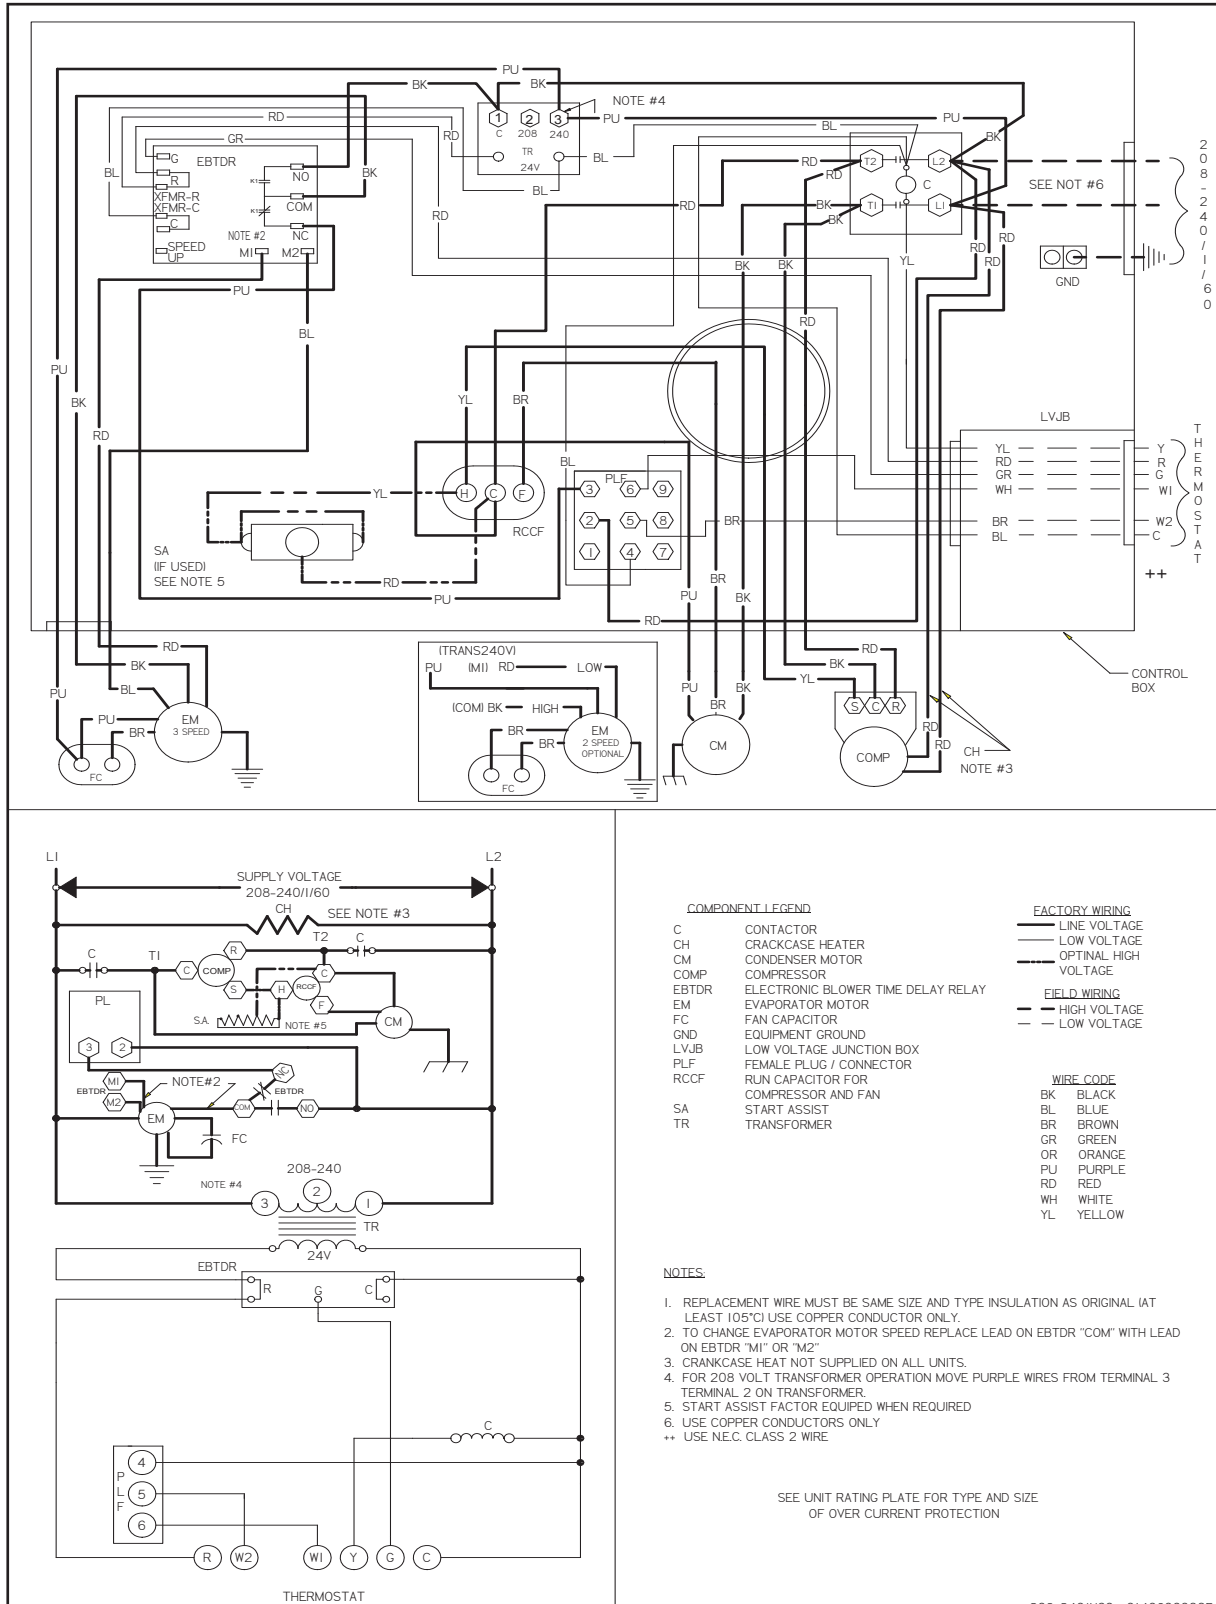 PU
BK
BK
NOTE #4
1 2 3
C 208 240
TR
24V
RD
RD
GR
BL
PU
BK
BL
BL
BL
RD
RD
EBTDR
G
R
XFMR-R
XFMR-C
C
SPEED
UP
K1
K1
NO
COM
NC
NOTE #2
M1 M2
BK
PU
BL
RD
RD
T2 L2
C
T1 L1
RD
RD
BK
BK
SEE NOT #6
208-240/1/60
GND
RD
RD
RD
RD
YL
BK
BK
RD
PU
BK
RD
YL
BR
BL
YL
H C F
RCCF
SA
(IF USED)
SEE NOTE 5
RD
PU
PLF
3 6 9
2 5 8
1 4 7
BR
BR
PU
BK
RD
LVJB
YL Y
RD R
GR G
WH W1
BR W2
BL C
THERMOSTAT
++
CONTROL
BOX
RD
BK
BL
PU
PU
BR
EM
3 SPEED
FC
(TRANS240V)
PU (M1) RD LOW
(COM) BK HIGH
BR
BR
EM
2 SPEED
OPTIONAL
FC
PU
BR
BK
CM
RD
BK
YL
S C R
COMP
RD
RD
CH
NOTE #3
L1 L2
SUPPLY VOLTAGE
208-240/1/60
CH
SEE NOTE #3
C T1 C COMP R S T2 C
H RCCF C F
S.A. NOTE #5
CM
PL
3 2
M1
EBTDR
M2
NOTE#2
NC
EBTDR
COM NO
EM
FC
208-240
NOTE #4
3 2 1
TR
24V
EBTDR
R G C
C
PLF
4
5
6
R W2 W1 Y G C
THERMOSTAT
COMPONENT LEGEND
C CONTACTOR
CH CRACKCASE HEATER
CM CONDENSER MOTOR
COMP COMPRESSOR
EBTDR ELECTRONIC BLOWER TIME DELAY RELAY
EM EVAPORATOR MOTOR
FC FAN CAPACITOR
GND EQUIPMENT GROUND
LVJB LOW VOLTAGE JUNCTION BOX
PLF FEMALE PLUG / CONNECTOR
RCCF RUN CAPACITOR FOR
COMPRESSOR AND FAN
SA START ASSIST
TR TRANSFORMER
FACTORY WIRING
LINE VOLTAGE
LOW VOLTAGE
OPTINAL HIGH
VOLTAGE
FIELD WIRING
HIGH VOLTAGE
LOW VOLTAGE
WIRE CODE
BK BLACK
BL BLUE
BR BROWN
GR GREEN
OR ORANGE
PU PURPLE
RD RED
WH WHITE
YL YELLOW
NOTES:
1. REPLACEMENT WIRE MUST BE SAME SIZE AND TYPE INSULATION AS ORIGINAL (AT
LEAST 105°C) USE COPPER CONDUCTOR ONLY.
2. TO CHANGE EVAPORATOR MOTOR SPEED REPLACE LEAD ON EBTDR "COM" WITH LEAD
ON EBTDR "M1" OR "M2"
3. CRANKCASE HEAT NOT SUPPLIED ON ALL UNITS.
4. FOR 208 VOLT TRANSFORMER OPERATION MOVE PURPLE WIRES FROM TERMINAL 3
TERMINAL 2 ON TRANSFORMER.
5. START ASSIST FACTOR EQUIPED WHEN REQUIRED
6. USE COPPER CONDUCTORS ONLY
++ USE N.E.C. CLASS 2 WIRE
SEE UNIT RATING PLATE FOR TYPE AND SIZE
OF OVER CURRENT PROTECTION